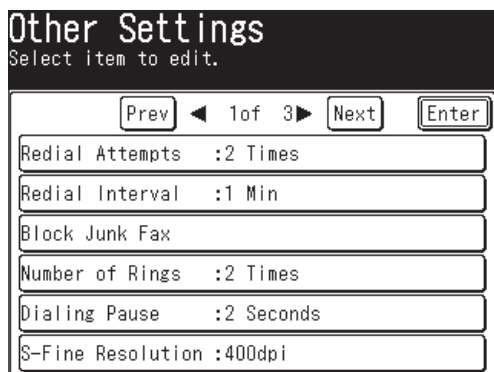 Other Settings
Select item to edit.
Prev ◀ 1of 3▶ Next Enter
Redial Attempts :2 Times
Redial Interval :1 Min
Block Junk Fax
Number of Rings :2 Times
Dialing Pause :2 Seconds
S-Fine Resolution :400dpi